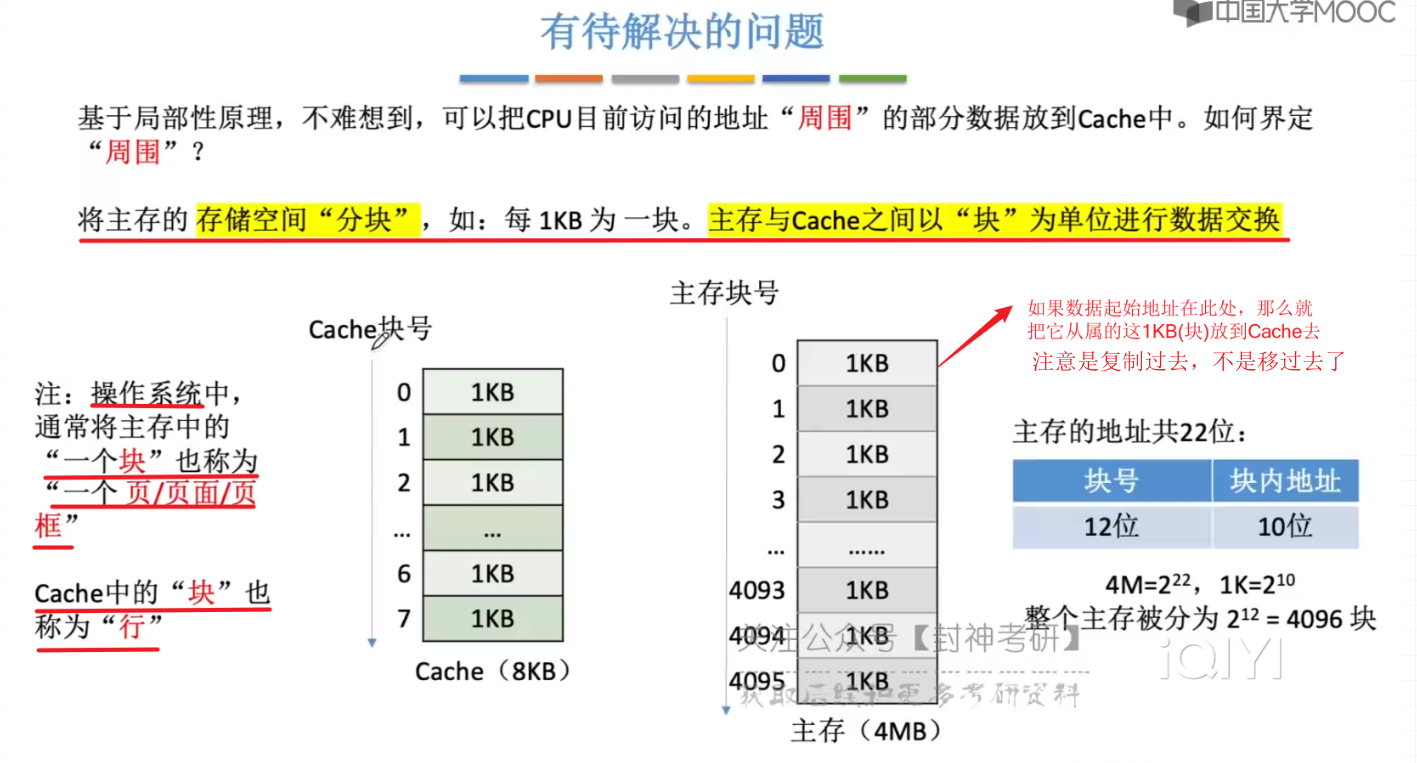 中国大学MOOC
有待解决的问题
基于局部性原理，不难想到，可以把CPU目前访问的地址“周围”的部分数据放到Cache中。如何界定
“周围”？
将主存的 存储空间“分块”，如：每 1KB 为 一块。主存与Cache之间以“块”为单位进行数据交换
注：操作系统中，
通常将主存中的
“一个块”也称为
“一个 页/页面/页
框”
Cache中的“块”也
称为“行”
Cache块号
0 1KB
1 1KB
2 1KB
... ...
6 1KB
7 1KB
Cache（8KB）
主存块号
0 1KB
1 1KB
2 1KB
3 1KB
... ......
4093 1KB
4094 1KB
4095 1KB
主存（4MB）
如果数据起始地址在此处，那么就
把它从属的这1KB(块)放到Cache去
注意是复制过去，不是移过去了
主存的地址共22位：
块号 块内地址
12位 10位
4M=2²²，1K=2¹⁰
整个主存被分为 2¹² = 4096 块
关注公众号【封神考研】
获取后续和更多考研资料
iQIYI